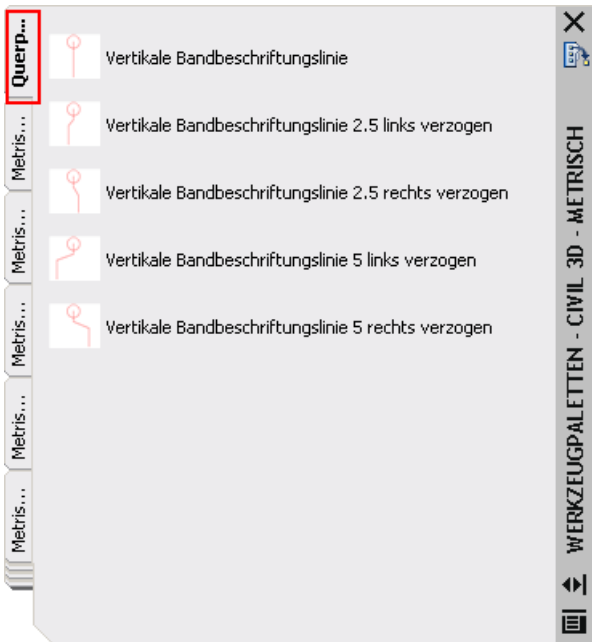 Querp...
Metris...
Metris...
Metris...
Metris...
Metris...
Vertikale Bandbeschriftungslinie
Vertikale Bandbeschriftungslinie 2.5 links verzogen
Vertikale Bandbeschriftungslinie 2.5 rechts verzogen
Vertikale Bandbeschriftungslinie 5 links verzogen
Vertikale Bandbeschriftungslinie 5 rechts verzogen
WERKZEUGPALETTEN - CIVIL 3D - METRISCH